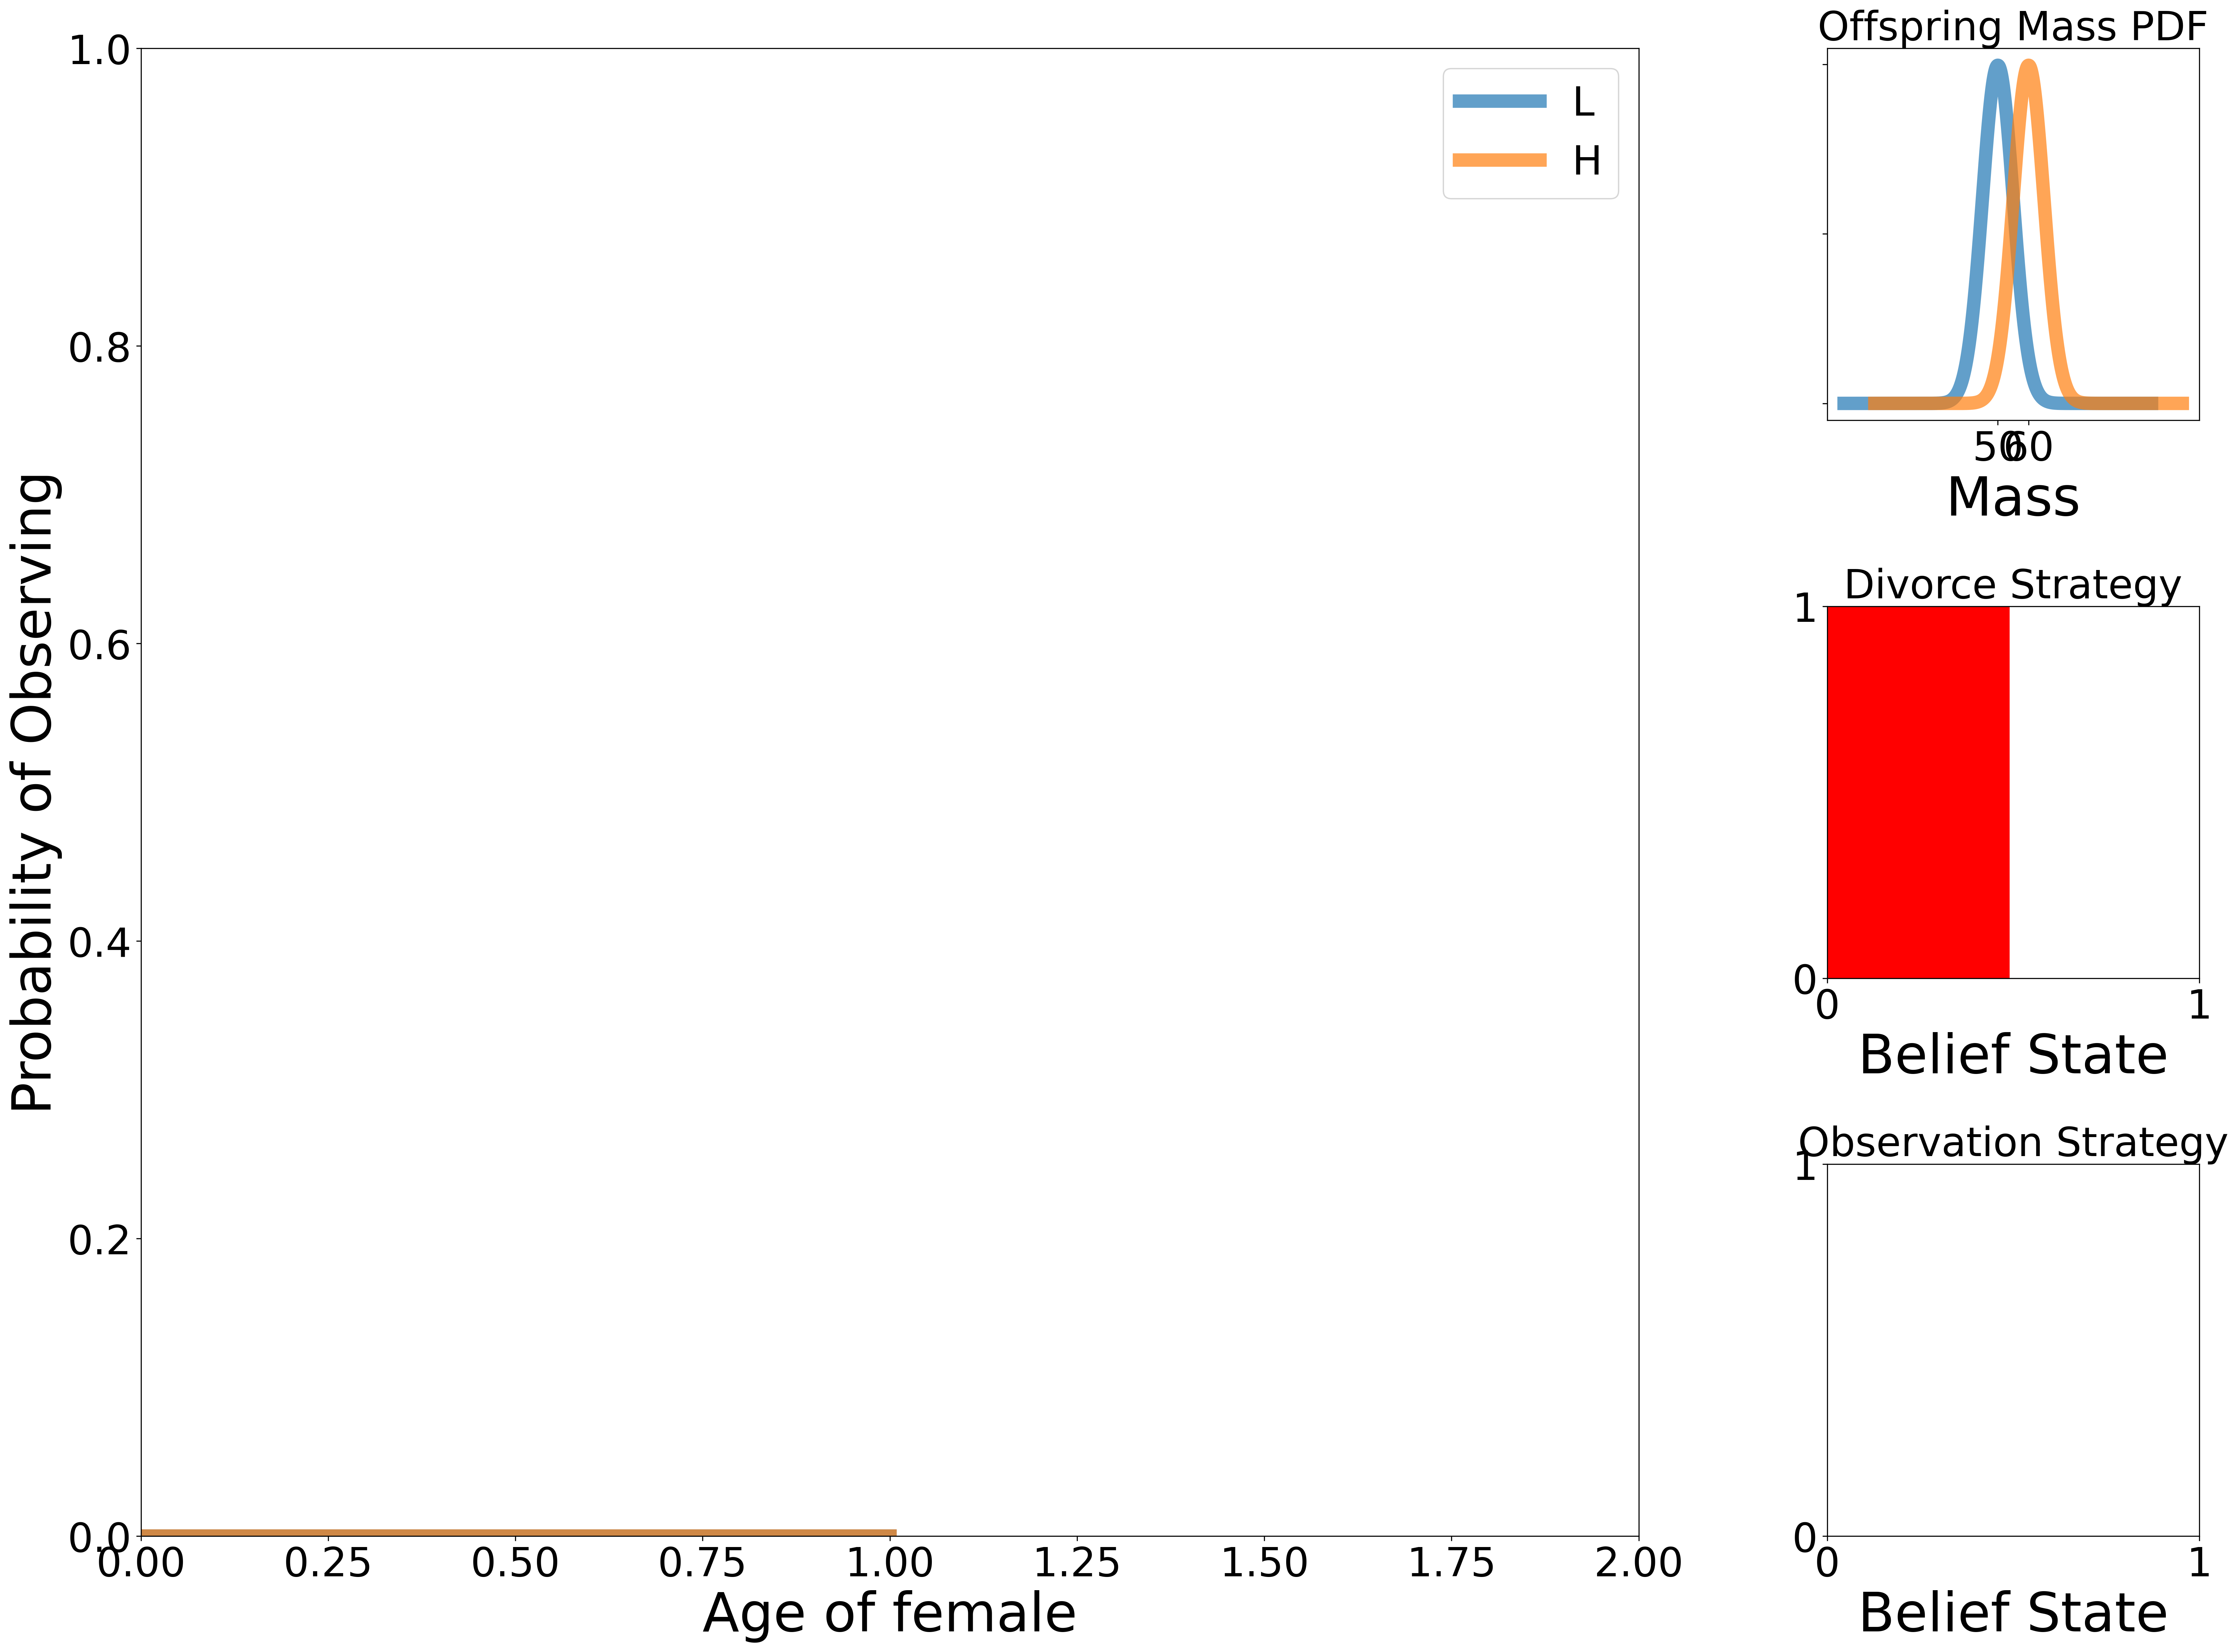 Probability of Observing
1.0
0.8
0.6
0.4
0.2
0.0
0.00 0.25 0.50 0.75 1.00 1.25 1.50 1.75 2.00
Age of female
L
H
Offspring Mass PDF
50 60
Mass
Divorce Strategy
1
0
0 1
Belief State
Observation Strategy
1
0
0 1
Belief State